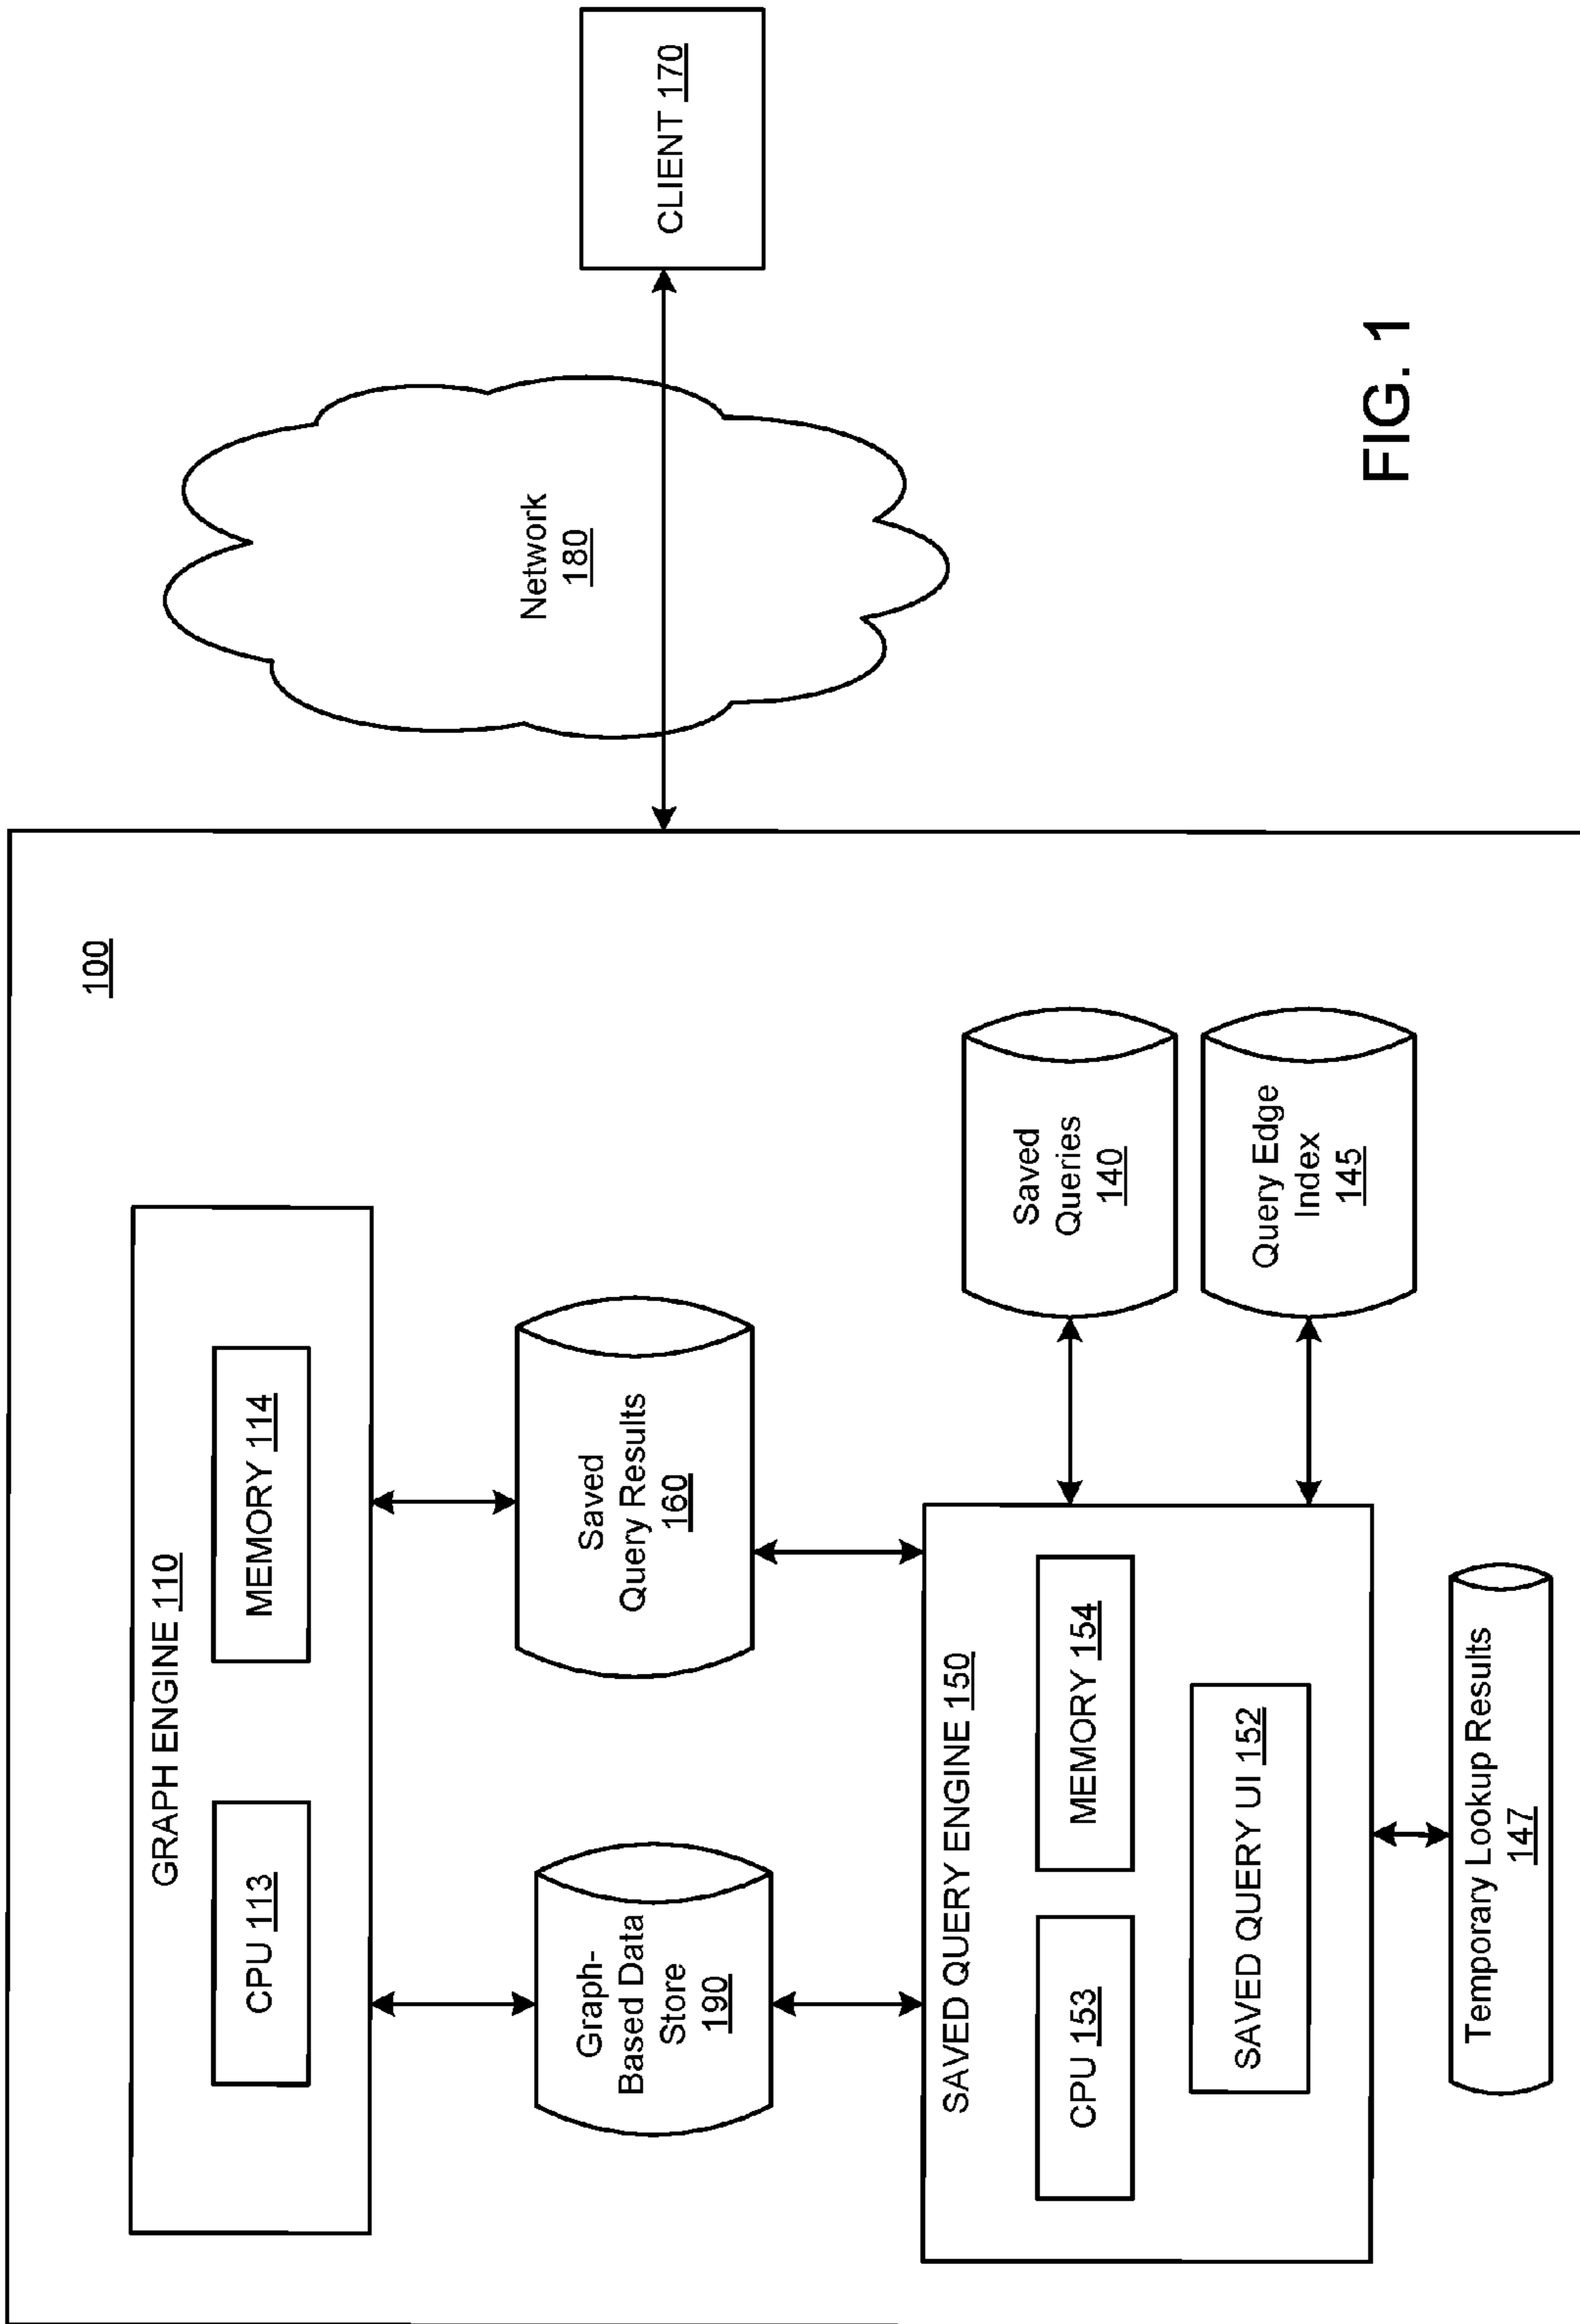 100
GRAPH ENGINE 110
CPU 113
MEMORY 114
Graph-
Based Data
Store
190
Saved
Query Results
160
SAVED QUERY ENGINE 150
CPU 153
MEMORY 154
SAVED QUERY UI 152
Saved
Queries
140
Query Edge
Index
145
Temporary Lookup Results
147
Network
180
CLIENT 170
FIG. 1